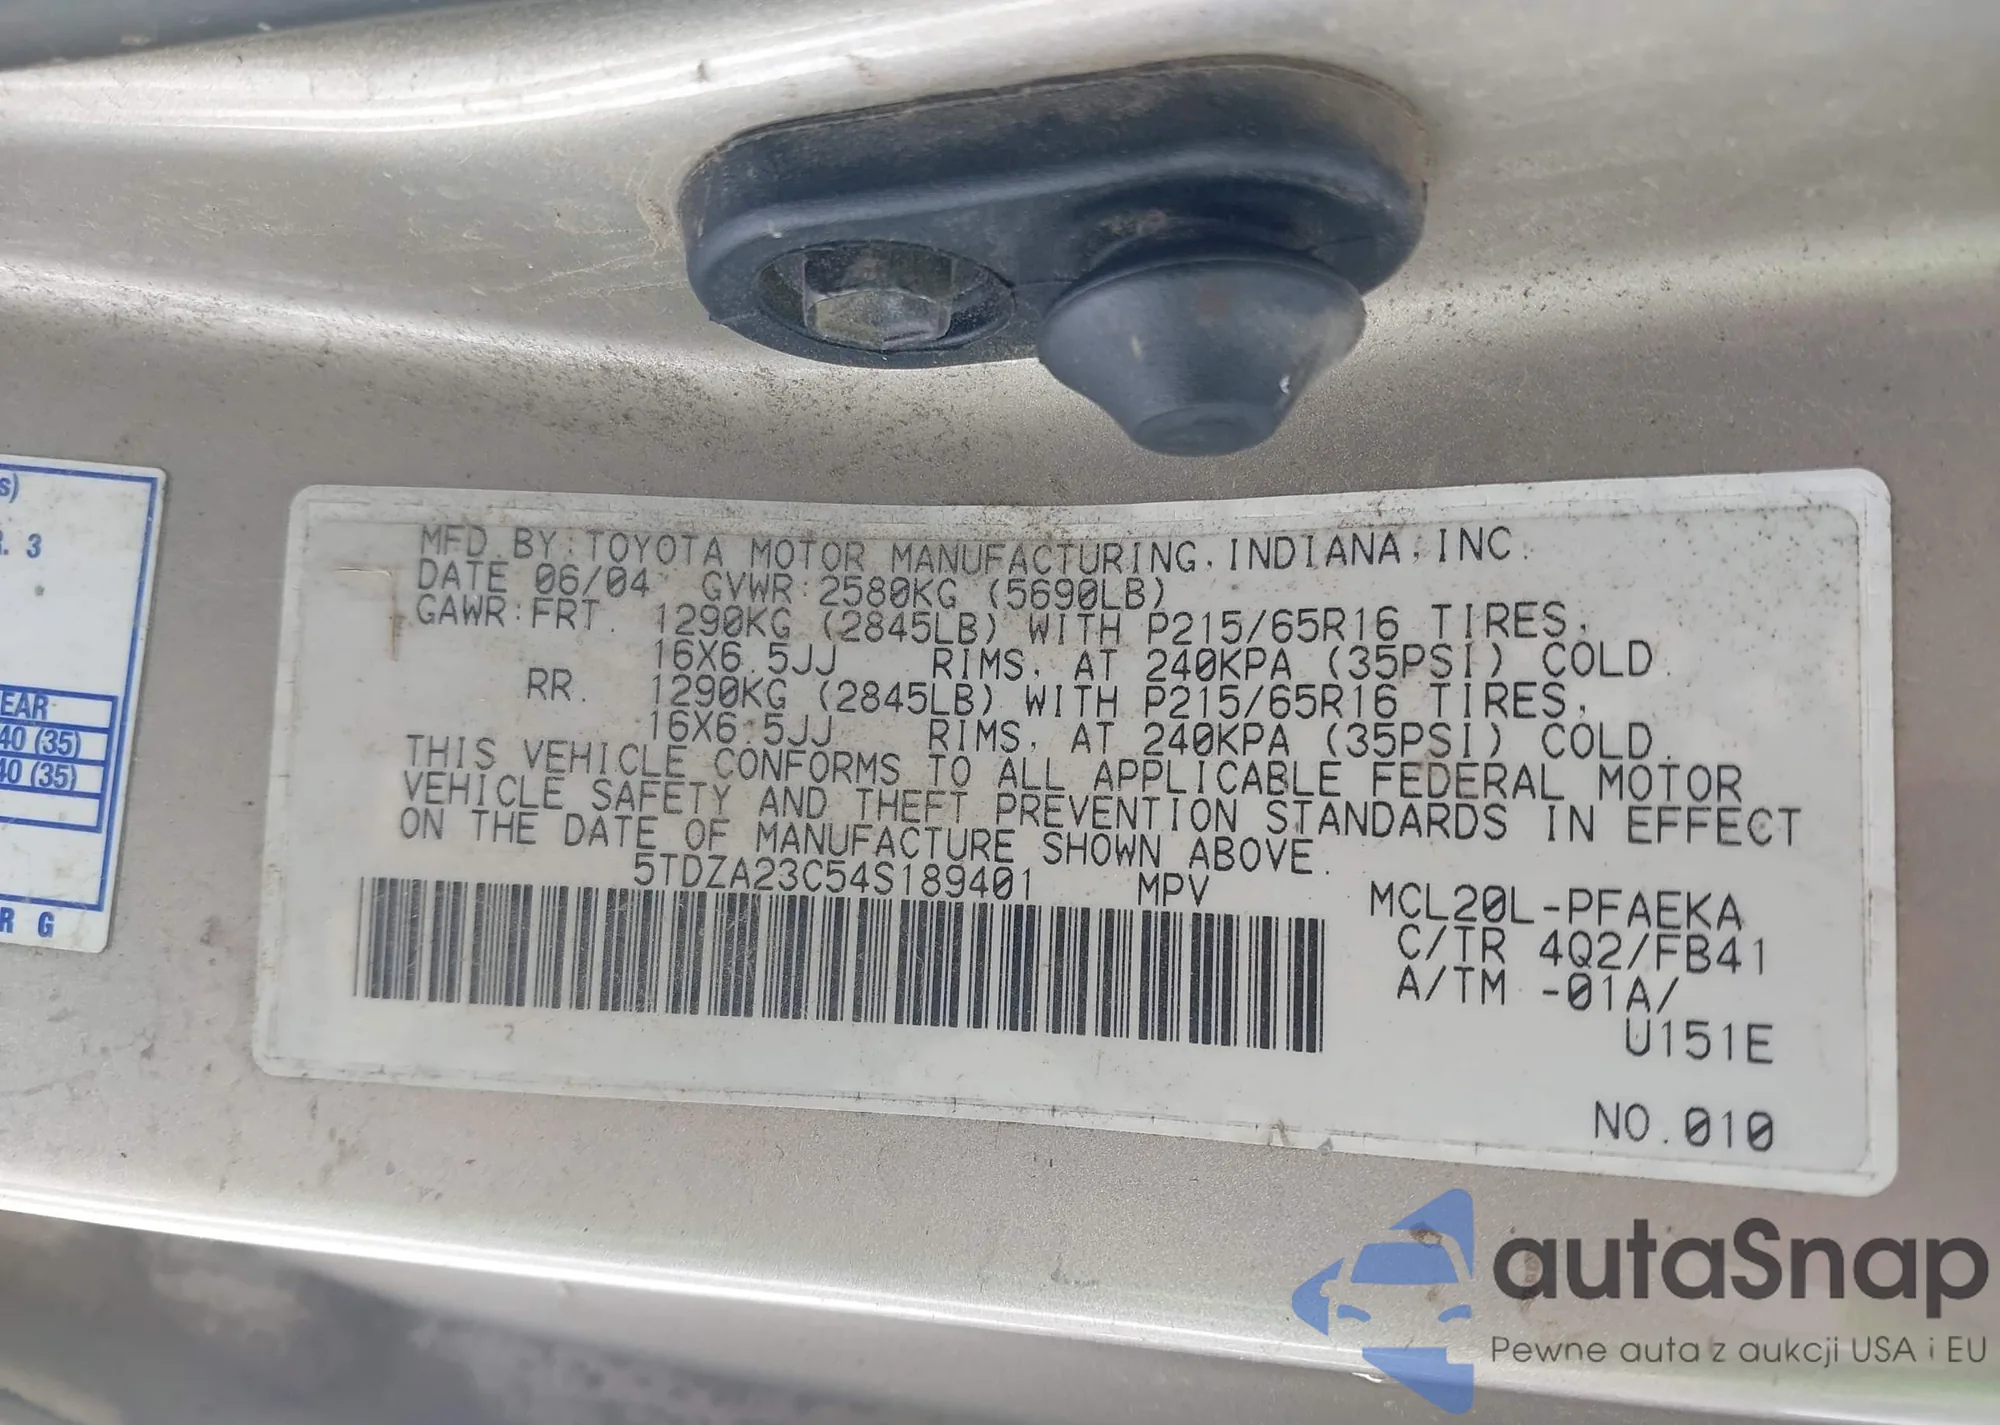 s)
R. 3
EAR
40 (35)
40 (35)
R G
MFD.BY:TOYOTA MOTOR MANUFACTURING,INDIANA,INC.
DATE 06/04 GVWR:2580KG (5690LB)
GAWR:FRT. 1290KG (2845LB) WITH P215/65R16 TIRES,
16X6.5JJ RIMS, AT 240KPA (35PSI) COLD
RR. 1290KG (2845LB) WITH P215/65R16 TIRES,
16X6.5JJ RIMS, AT 240KPA (35PSI) COLD.
THIS VEHICLE CONFORMS TO ALL APPLICABLE FEDERAL MOTOR
VEHICLE SAFETY AND THEFT PREVENTION STANDARDS IN EFFECT
ON THE DATE OF MANUFACTURE SHOWN ABOVE.
5TDZA23C54S189401 MPV
MCL20L-PFAEKA
C/TR 4Q2/FB41
A/TM -01A/
U151E
NO.010
autaSnap
Pewne auta z aukcji USA i EU